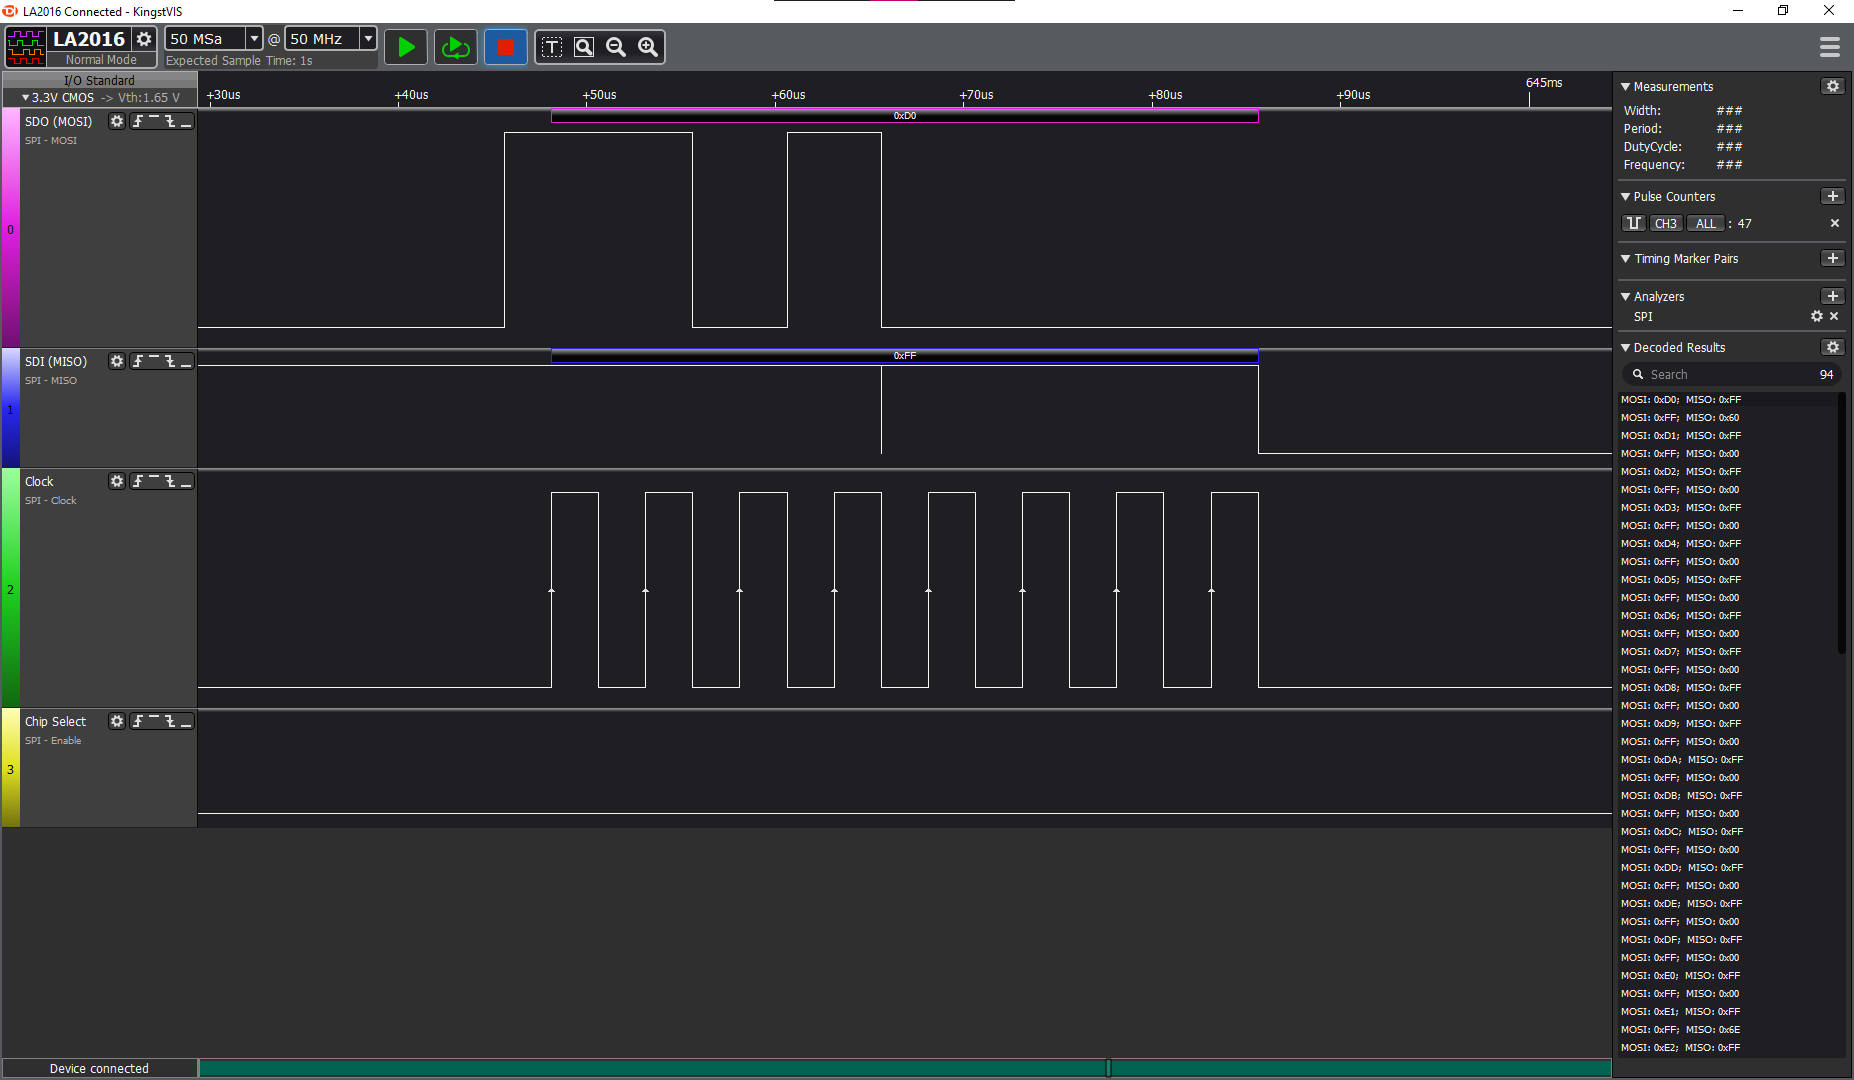 LA2016 Connected - KingstVIS
LA2016
Normal Mode
50 MSa
@
50 MHz
Expected Sample Time: 1s
T
I/O Standard
3.3V CMOS -> Vth:1.65 V
+30us +40us +50us +60us +70us +80us +90us 645ms
SDO (MOSI)
SPI - MOSI
0
0xD0
SDI (MISO)
SPI - MISO
1
0xFF
Clock
SPI - Clock
2
Chip Select
SPI - Enable
3
Measurements
Width: ###
Period: ###
DutyCycle: ###
Frequency: ###
Pulse Counters
CH3 ALL : 47
Timing Marker Pairs
Analyzers
SPI
Decoded Results
Search 94
MOSI: 0xD0; MISO: 0xFF
MOSI: 0xFF; MISO: 0x60
MOSI: 0xD1; MISO: 0xFF
MOSI: 0xFF; MISO: 0x00
MOSI: 0xD2; MISO: 0xFF
MOSI: 0xFF; MISO: 0x00
MOSI: 0xD3; MISO: 0xFF
MOSI: 0xFF; MISO: 0x00
MOSI: 0xD4; MISO: 0xFF
MOSI: 0xFF; MISO: 0x00
MOSI: 0xD5; MISO: 0xFF
MOSI: 0xFF; MISO: 0x00
MOSI: 0xD6; MISO: 0xFF
MOSI: 0xFF; MISO: 0x00
MOSI: 0xD7; MISO: 0xFF
MOSI: 0xFF; MISO: 0x00
MOSI: 0xD8; MISO: 0xFF
MOSI: 0xFF; MISO: 0x00
MOSI: 0xD9; MISO: 0xFF
MOSI: 0xFF; MISO: 0x00
MOSI: 0xDA; MISO: 0xFF
MOSI: 0xFF; MISO: 0x00
MOSI: 0xDB; MISO: 0xFF
MOSI: 0xFF; MISO: 0x00
MOSI: 0xDC; MISO: 0xFF
MOSI: 0xFF; MISO: 0x00
MOSI: 0xDD; MISO: 0xFF
MOSI: 0xFF; MISO: 0x00
MOSI: 0xDE; MISO: 0xFF
MOSI: 0xFF; MISO: 0x00
MOSI: 0xDF; MISO: 0xFF
MOSI: 0xFF; MISO: 0x00
MOSI: 0xE0; MISO: 0xFF
MOSI: 0xFF; MISO: 0x00
MOSI: 0xE1; MISO: 0xFF
MOSI: 0xFF; MISO: 0x6E
MOSI: 0xE2; MISO: 0xFF
Device connected